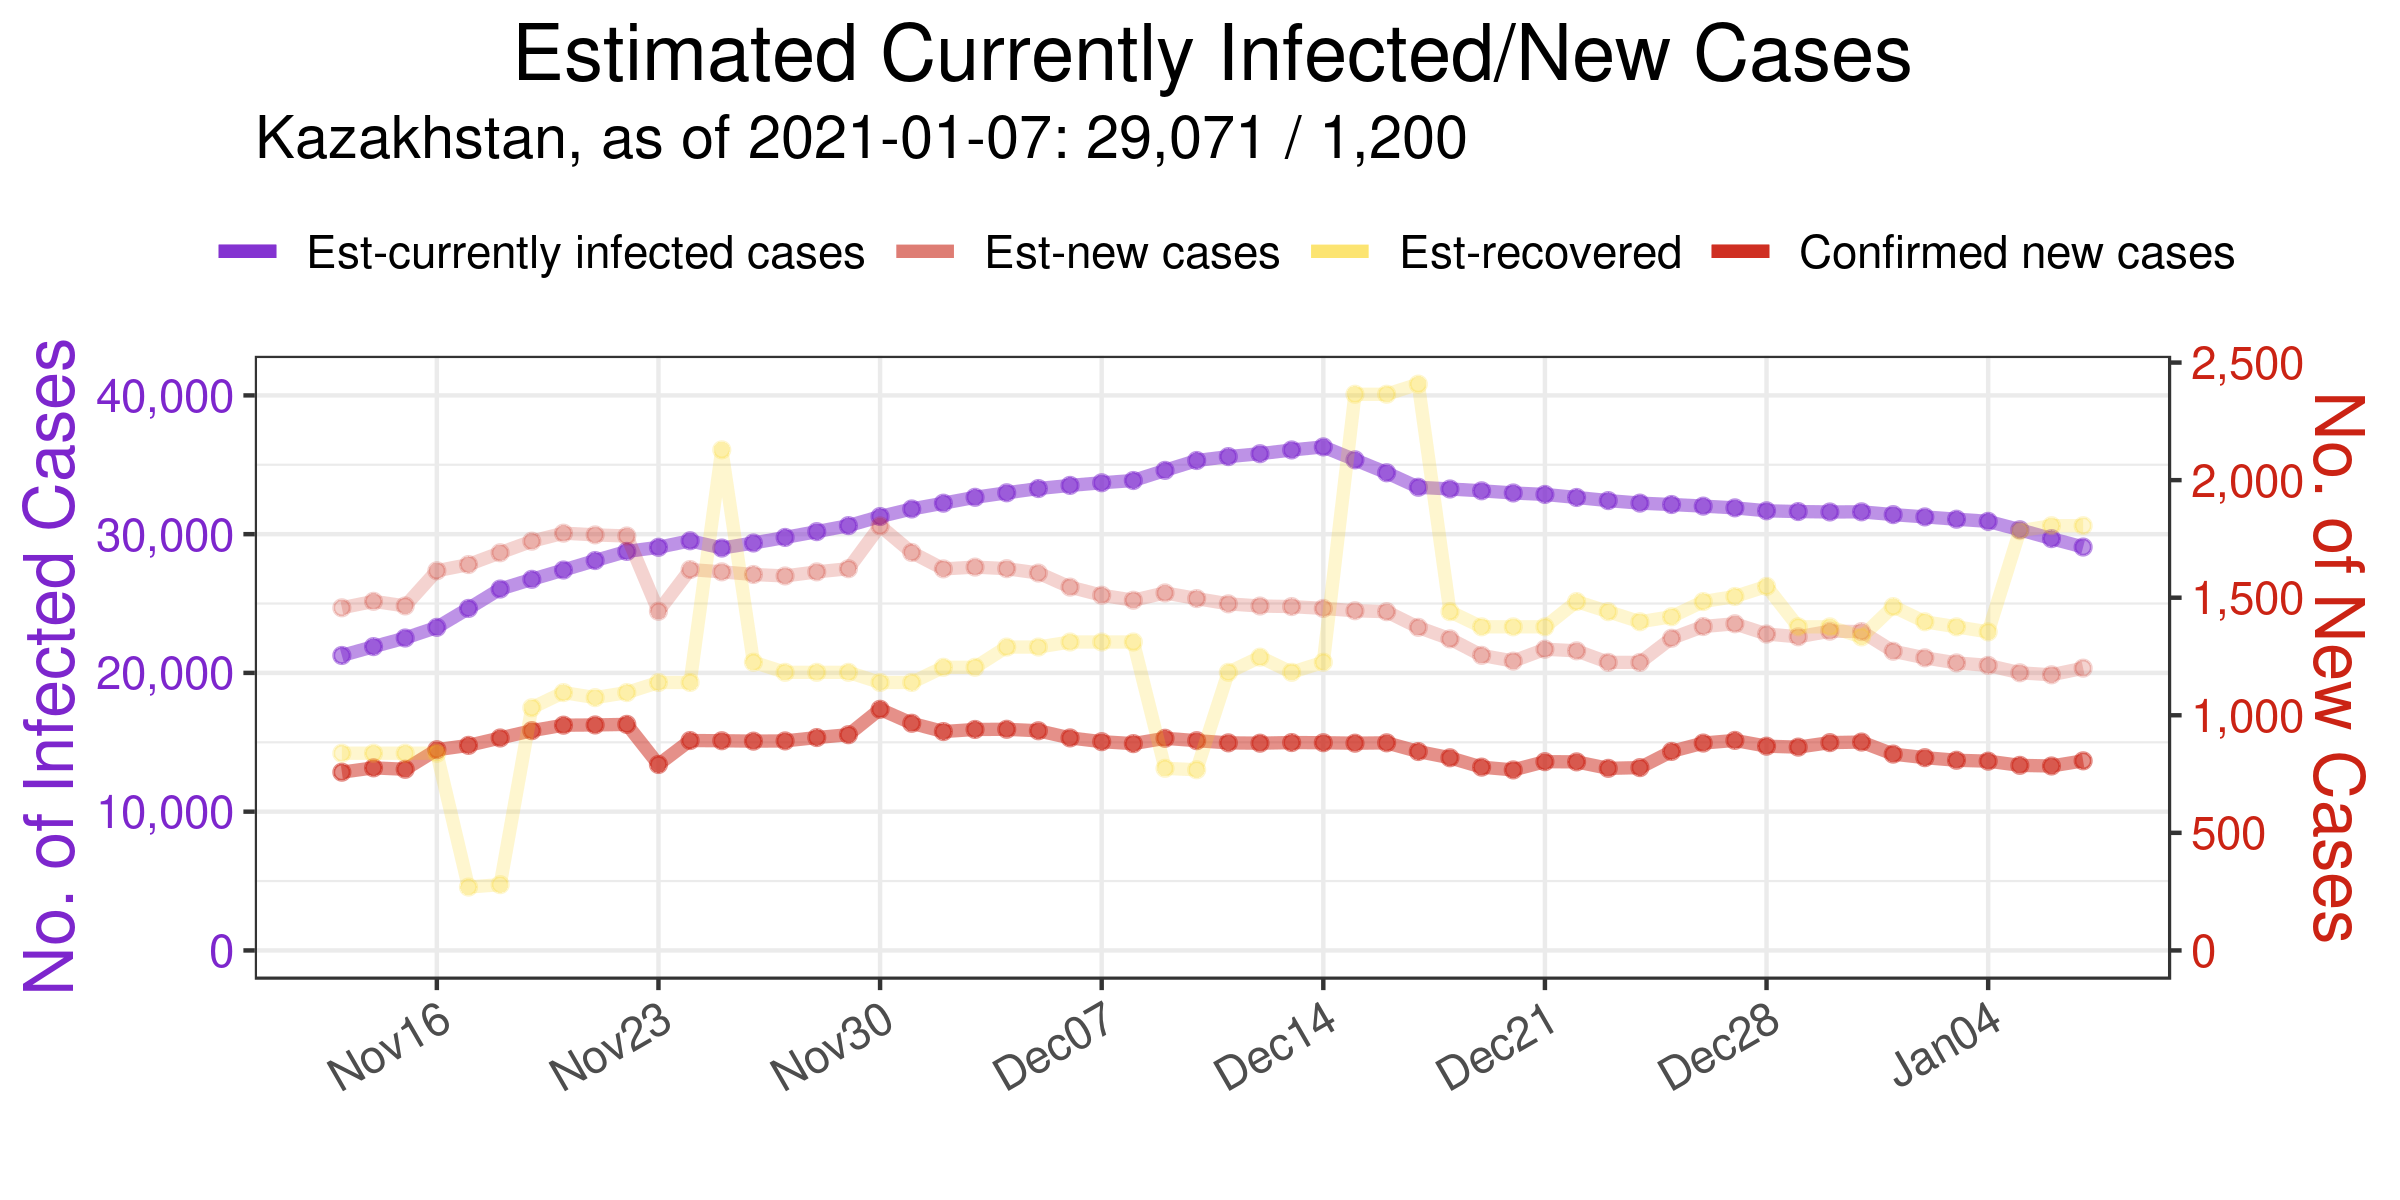 Estimated Currently Infected/New Cases
Kazakhstan, as of 2021-01-07: 29,071 / 1,200
Est-currently infected cases Est-new cases Est-recovered Confirmed new cases
No. of Infected Cases
40,000
30,000
20,000
10,000
0
2,500
2,000
1,500
1,000
500
0
No. of New Cases
Nov16 Nov23 Nov30 Dec07 Dec14 Dec21 Dec28 Jan04